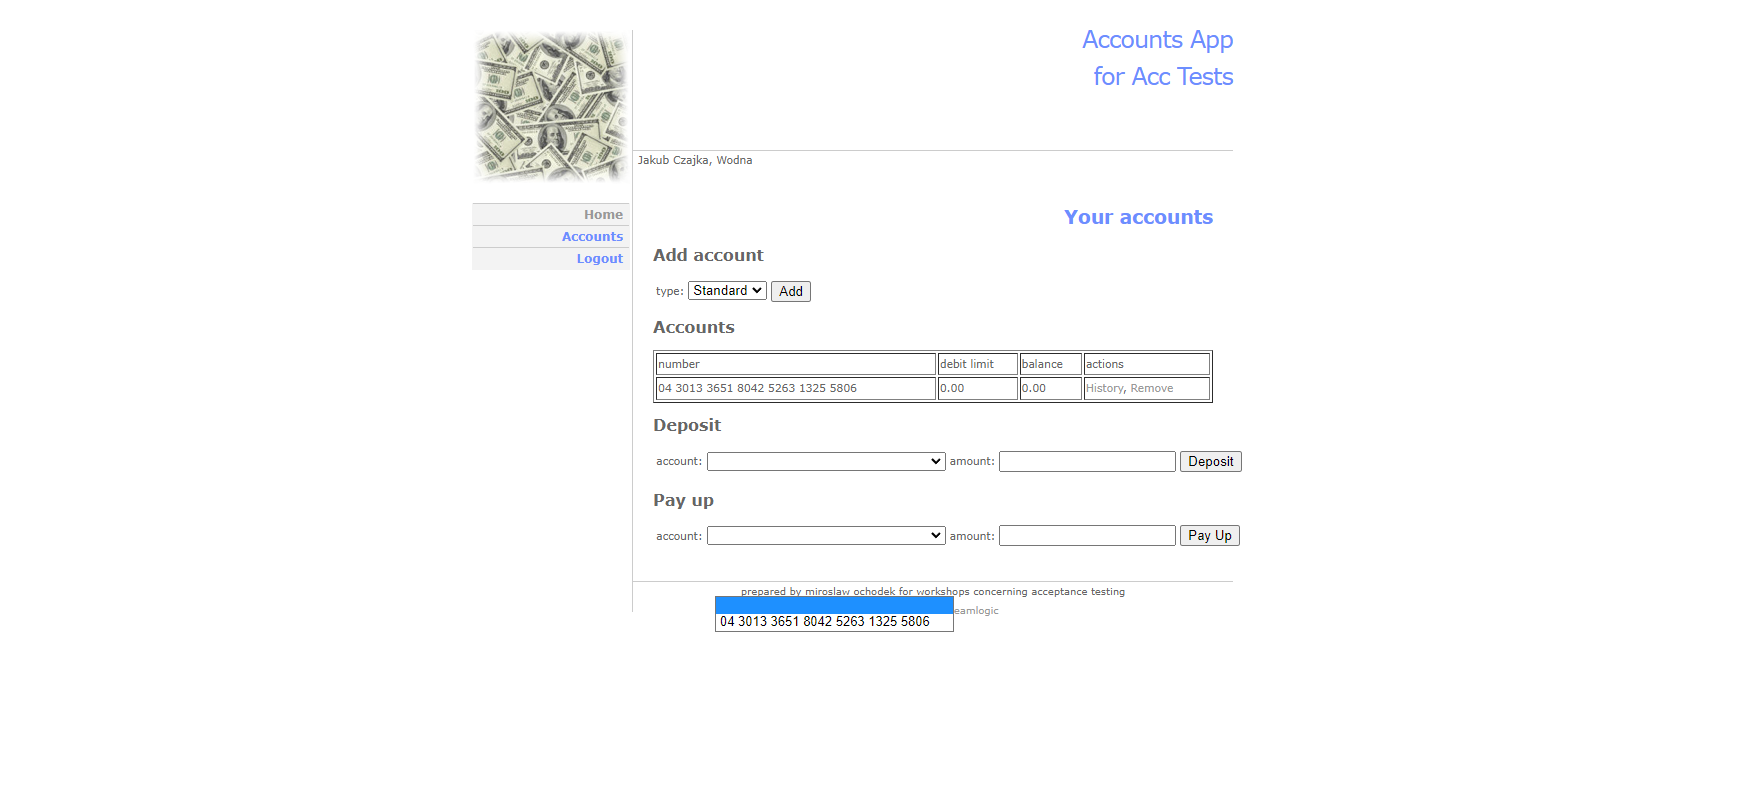 Accounts App
for Acc Tests
Jakub Czajka, Wodna
Home
Accounts
Logout
Your accounts
Add account
type: Standard Add
Accounts
number debit limit balance actions
04 3013 3651 8042 5263 1325 5806 0.00 0.00 History, Remove
Deposit
account: amount: Deposit
Pay up
account: amount: Pay Up
prepared by miroslaw ochodek for workshops concerning acceptance testing
04 3013 3651 8042 5263 1325 5806